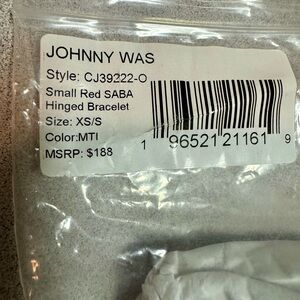 JOHNNY WAS
Style: CJ39222-O
Small Red SABA
Hinged Bracelet
Size: XS/S
Color:MTI
MSRP: $188
1 96521 21161 9